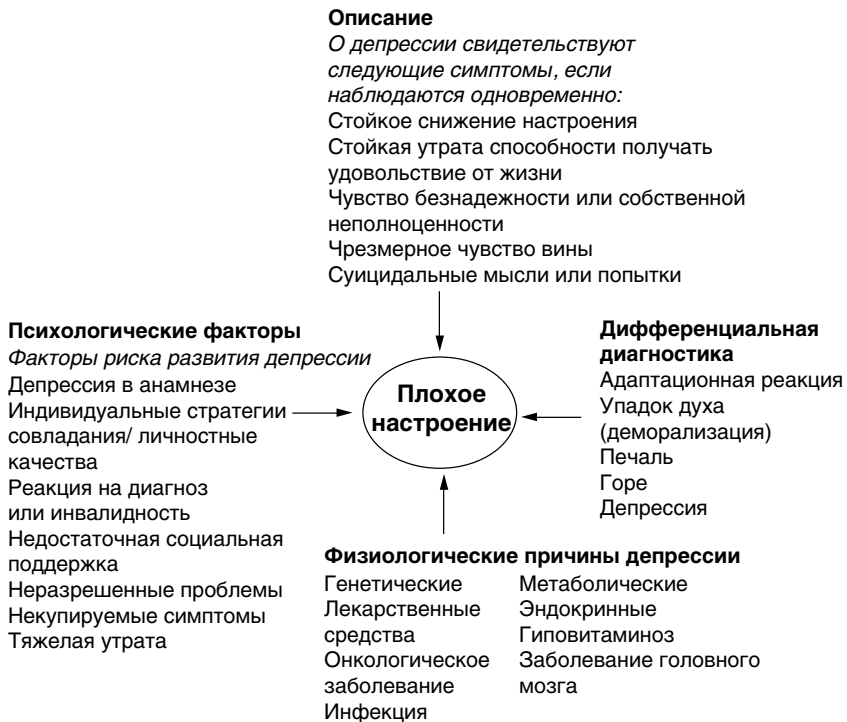 Описание
О депрессии свидетельствуют
следующие симптомы, если
наблюдаются одновременно:
Стойкое снижение настроения
Стойкая утрата способности получать
удовольствие от жизни
Чувство безнадежности или собственной
неполноценности
Чрезмерное чувство вины
Суицидальные мысли или попытки
Психологические факторы
Факторы риска развития депрессии
Депрессия в анамнезе
Индивидуальные стратегии
совладания/ личностные
качества
Реакция на диагноз
или инвалидность
Недостаточная социальная
поддержка
Неразрешенные проблемы
Некупируемые симптомы
Тяжелая утрата
Плохое
настроение
Дифференциальная
диагностика
Адаптационная реакция
Упадок духа
(деморализация)
Печаль
Горе
Депрессия
Физиологические причины депрессии
Генетические
Лекарственные
средства
Онкологическое
заболевание
Инфекция
Метаболические
Эндокринные
Гиповитаминоз
Заболевание головного
мозга